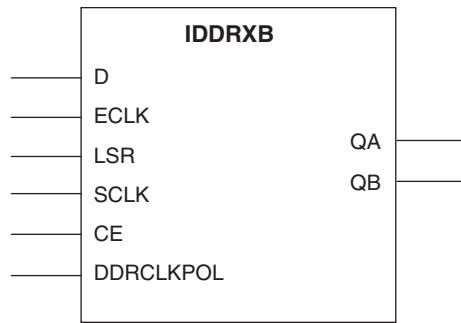 IDDRXB
D
ECLK
LSR
SCLK
CE
DDRCLKPOL
QA
QB